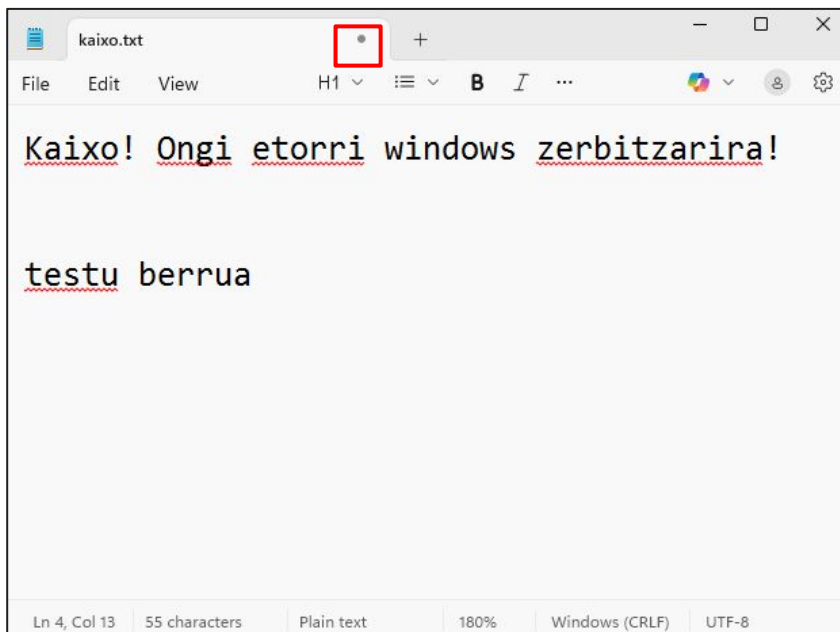 kaixo.txt
File Edit View H1 B I ...
Kaixo! Ongi etorri windows zerbitzarira!
testu berrua
Ln 4, Col 13 55 characters Plain text 180% Windows (CRLF) UTF-8